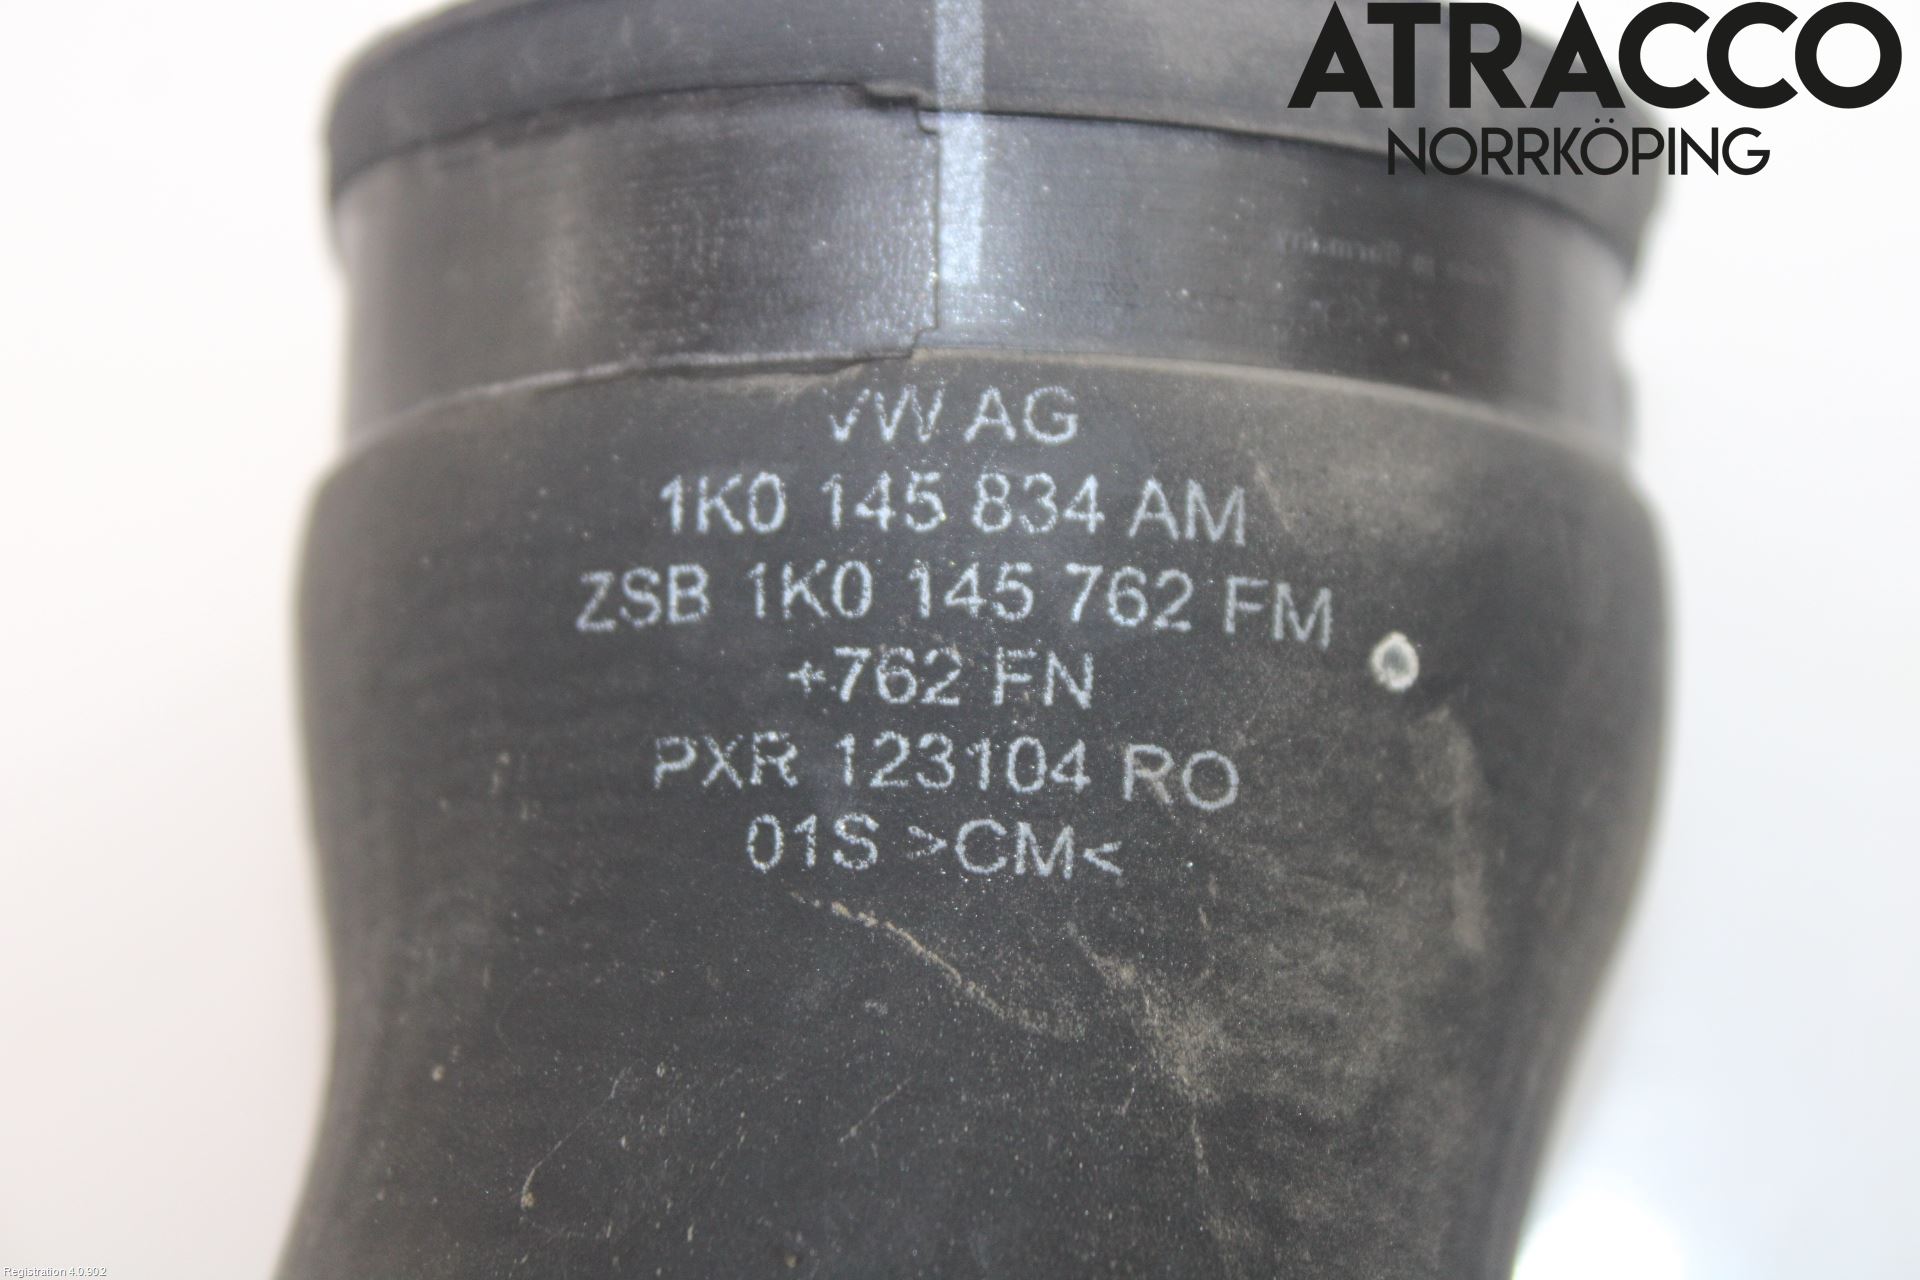 ATRACCO
NORRKÖPING
VW AG
1K0 145 834 AM
ZSB 1K0 145 762 FM
+762 FN
PXR 123104 RO
01S >CM<
Registration 4.0.902